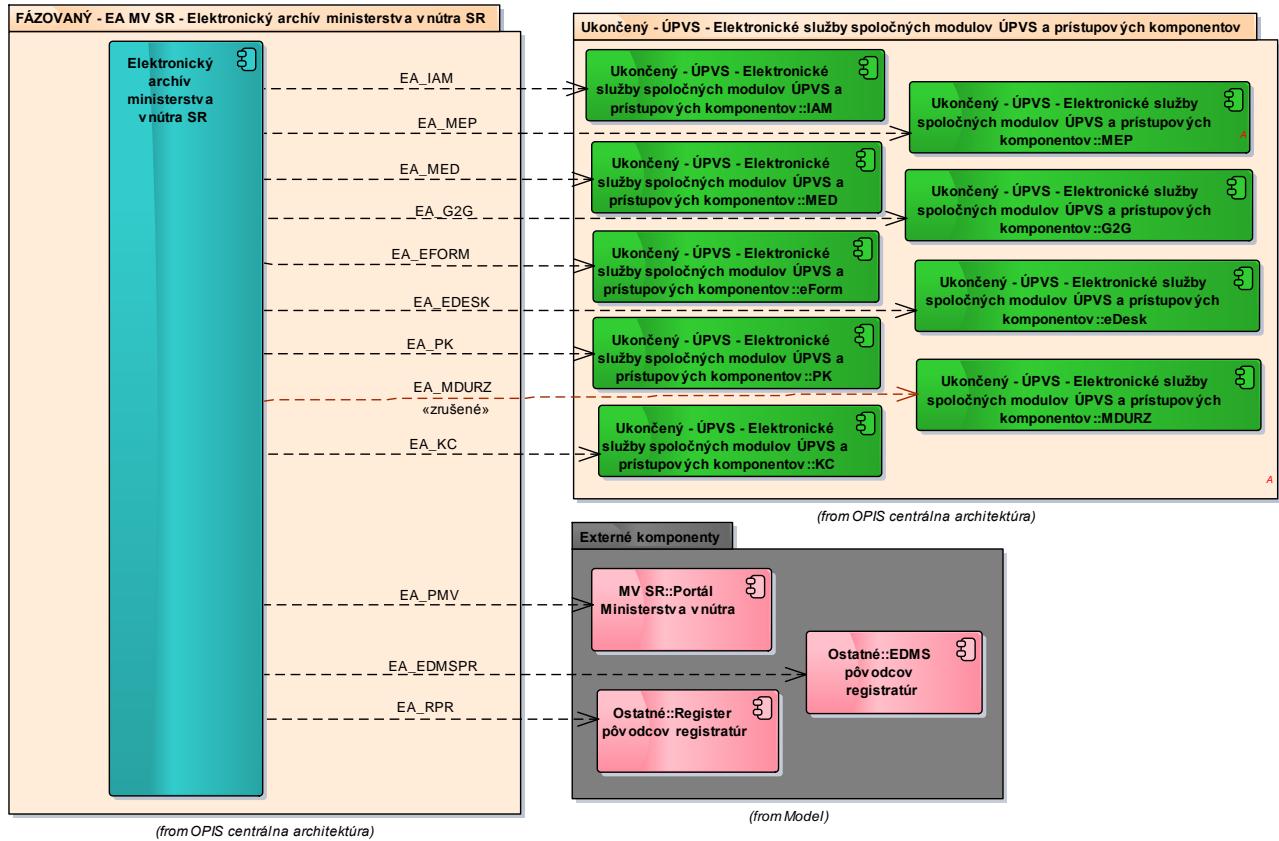 FÁZOVANÝ - EA MV SR - Elektronický archív ministerstva vnútra SR
Elektronický
archív
ministerstva
vnútra SR
(from OPIS centrálna architektúra)
EA_IAM
EA_MEP
EA_MED
EA_G2G
EA_EFORM
EA_EDESK
EA_PK
EA_MDURZ
«zrušené»
EA_KC
EA_PMV
EA_EDMSPR
EA_RPR
Ukončený - ÚPVS - Elektronické služby spoločných modulov ÚPVS a prístupových komponentov
Ukončený - ÚPVS - Elektronické
služby spoločných modulov ÚPVS a
prístupových komponentov::IAM
Ukončený - ÚPVS - Elektronické služby
spoločných modulov ÚPVS a prístupových
komponentov::MEP
A
Ukončený - ÚPVS - Elektronické
služby spoločných modulov ÚPVS a
prístupových komponentov::MED
Ukončený - ÚPVS - Elektronické služby
spoločných modulov ÚPVS a prístupových
komponentov::G2G
Ukončený - ÚPVS - Elektronické
služby spoločných modulov ÚPVS a
prístupových komponentov::eForm
Ukončený - ÚPVS - Elektronické služby
spoločných modulov ÚPVS a prístupových
komponentov::eDesk
Ukončený - ÚPVS - Elektronické
služby spoločných modulov ÚPVS a
prístupových komponentov::PK
Ukončený - ÚPVS - Elektronické služby
spoločných modulov ÚPVS a prístupových
komponentov::MDURZ
Ukončený - ÚPVS - Elektronické
služby spoločných modulov ÚPVS a
prístupových komponentov::KC
A
(from OPIS centrálna architektúra)
Externé komponenty
MV SR::Portál
Ministerstva vnútra
Ostatné::EDMS
pôvodcov
registratúr
Ostatné::Register
pôvodcov registratúr
(from Model)